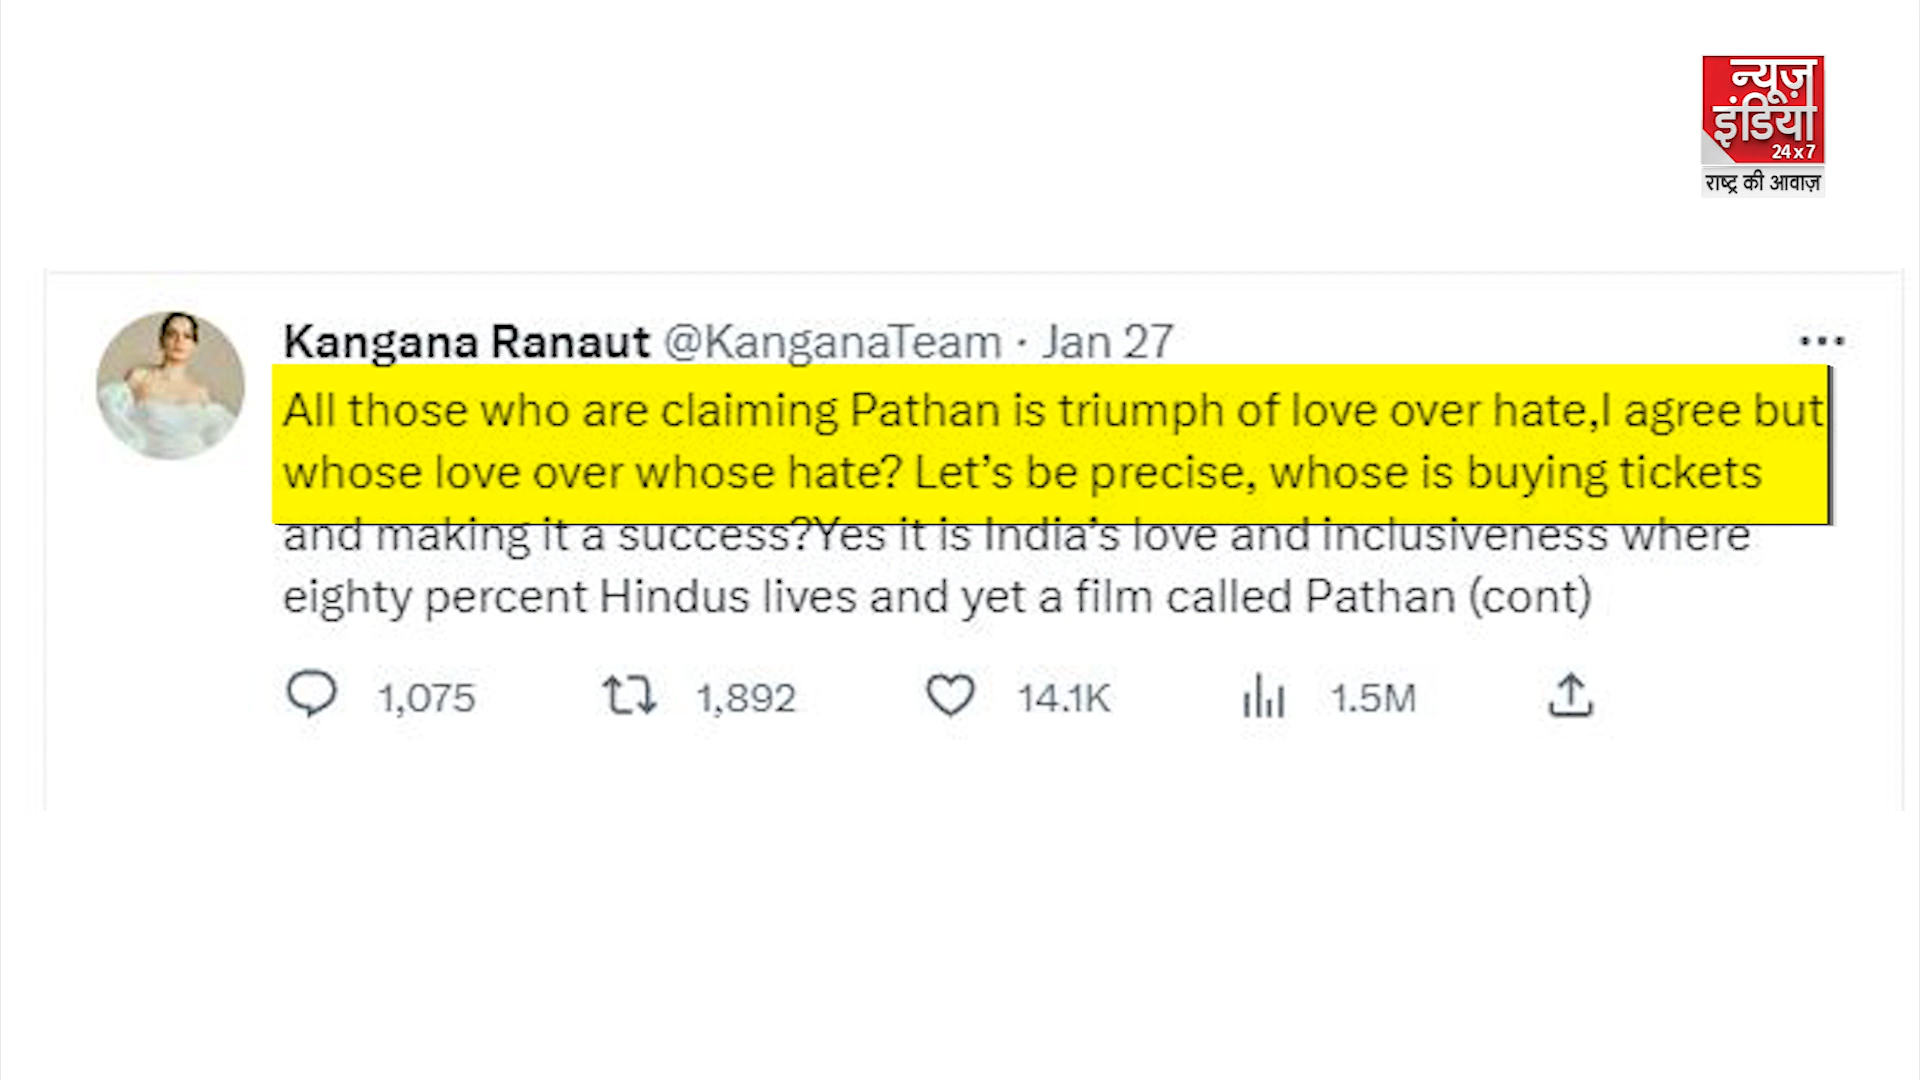 न्यूज़
इंडिया
24x7
राष्ट्र की आवाज़
Kangana Ranaut @KanganaTeam · Jan 27
All those who are claiming Pathan is triumph of love over hate,I agree but
whose love over whose hate? Let’s be precise, whose is buying tickets
and making it a success?Yes it is India’s love and inclusiveness where
eighty percent Hindus lives and yet a film called Pathan (cont)
1,075 1,892 14.1K 1.5M